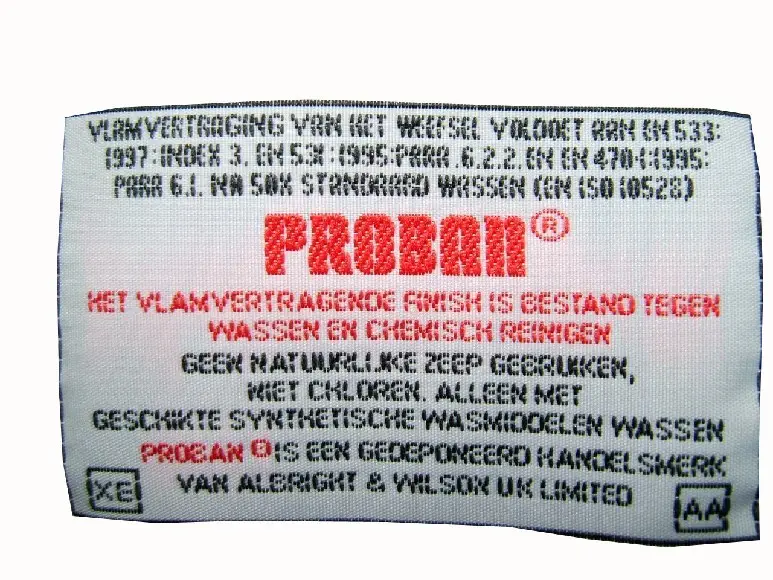 VLAMVERTRAGING VAN HET WEEFSEL VOLDOET AAN EN 533:
1997: INDEX 3, EN 531: 1995: PARA .6.2.2. EN EN 470-1:1995:
PARA 6.1. NA 50X STANDAARD WASSEN (EN ISO 10528)
PROBAN®
HET VLAMVERTRAGENDE FINISH IS BESTAND TEGEN
WASSEN EN CHEMISCH REINIGEN
GEEN NATUURLIJKE ZEEP GEBRUIKEN,
NIET CHLOREN. ALLEEN MET
GESCHIKTE SYNTHETISCHE WASMIDDELEN WASSEN
PROBAN ® IS EEN GEDEPONEERD HANDELSMERK
VAN ALBRIGHT & WILSON UK LIMITED
XE
AA